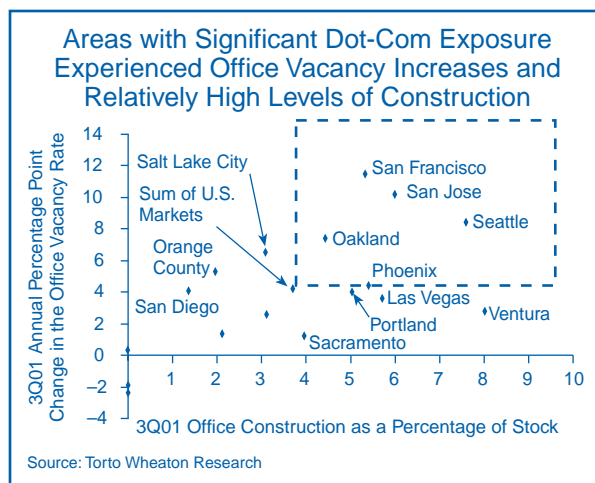 Areas with Significant Dot-Com Exposure
Experienced Office Vacancy Increases and
Relatively High Levels of Construction
3Q01 Annual Percentage Point
Change in the Office Vacancy Rate
14
12
10
8
6
4
2
0
−2
−4
Salt Lake City
Sum of U.S.
Markets
Orange
County
San Diego
San Francisco
San Jose
Seattle
Oakland
Phoenix
Las Vegas
Portland
Ventura
Sacramento
1 2 3 4 5 6 7 8 9 10
3Q01 Office Construction as a Percentage of Stock
Source: Torto Wheaton Research